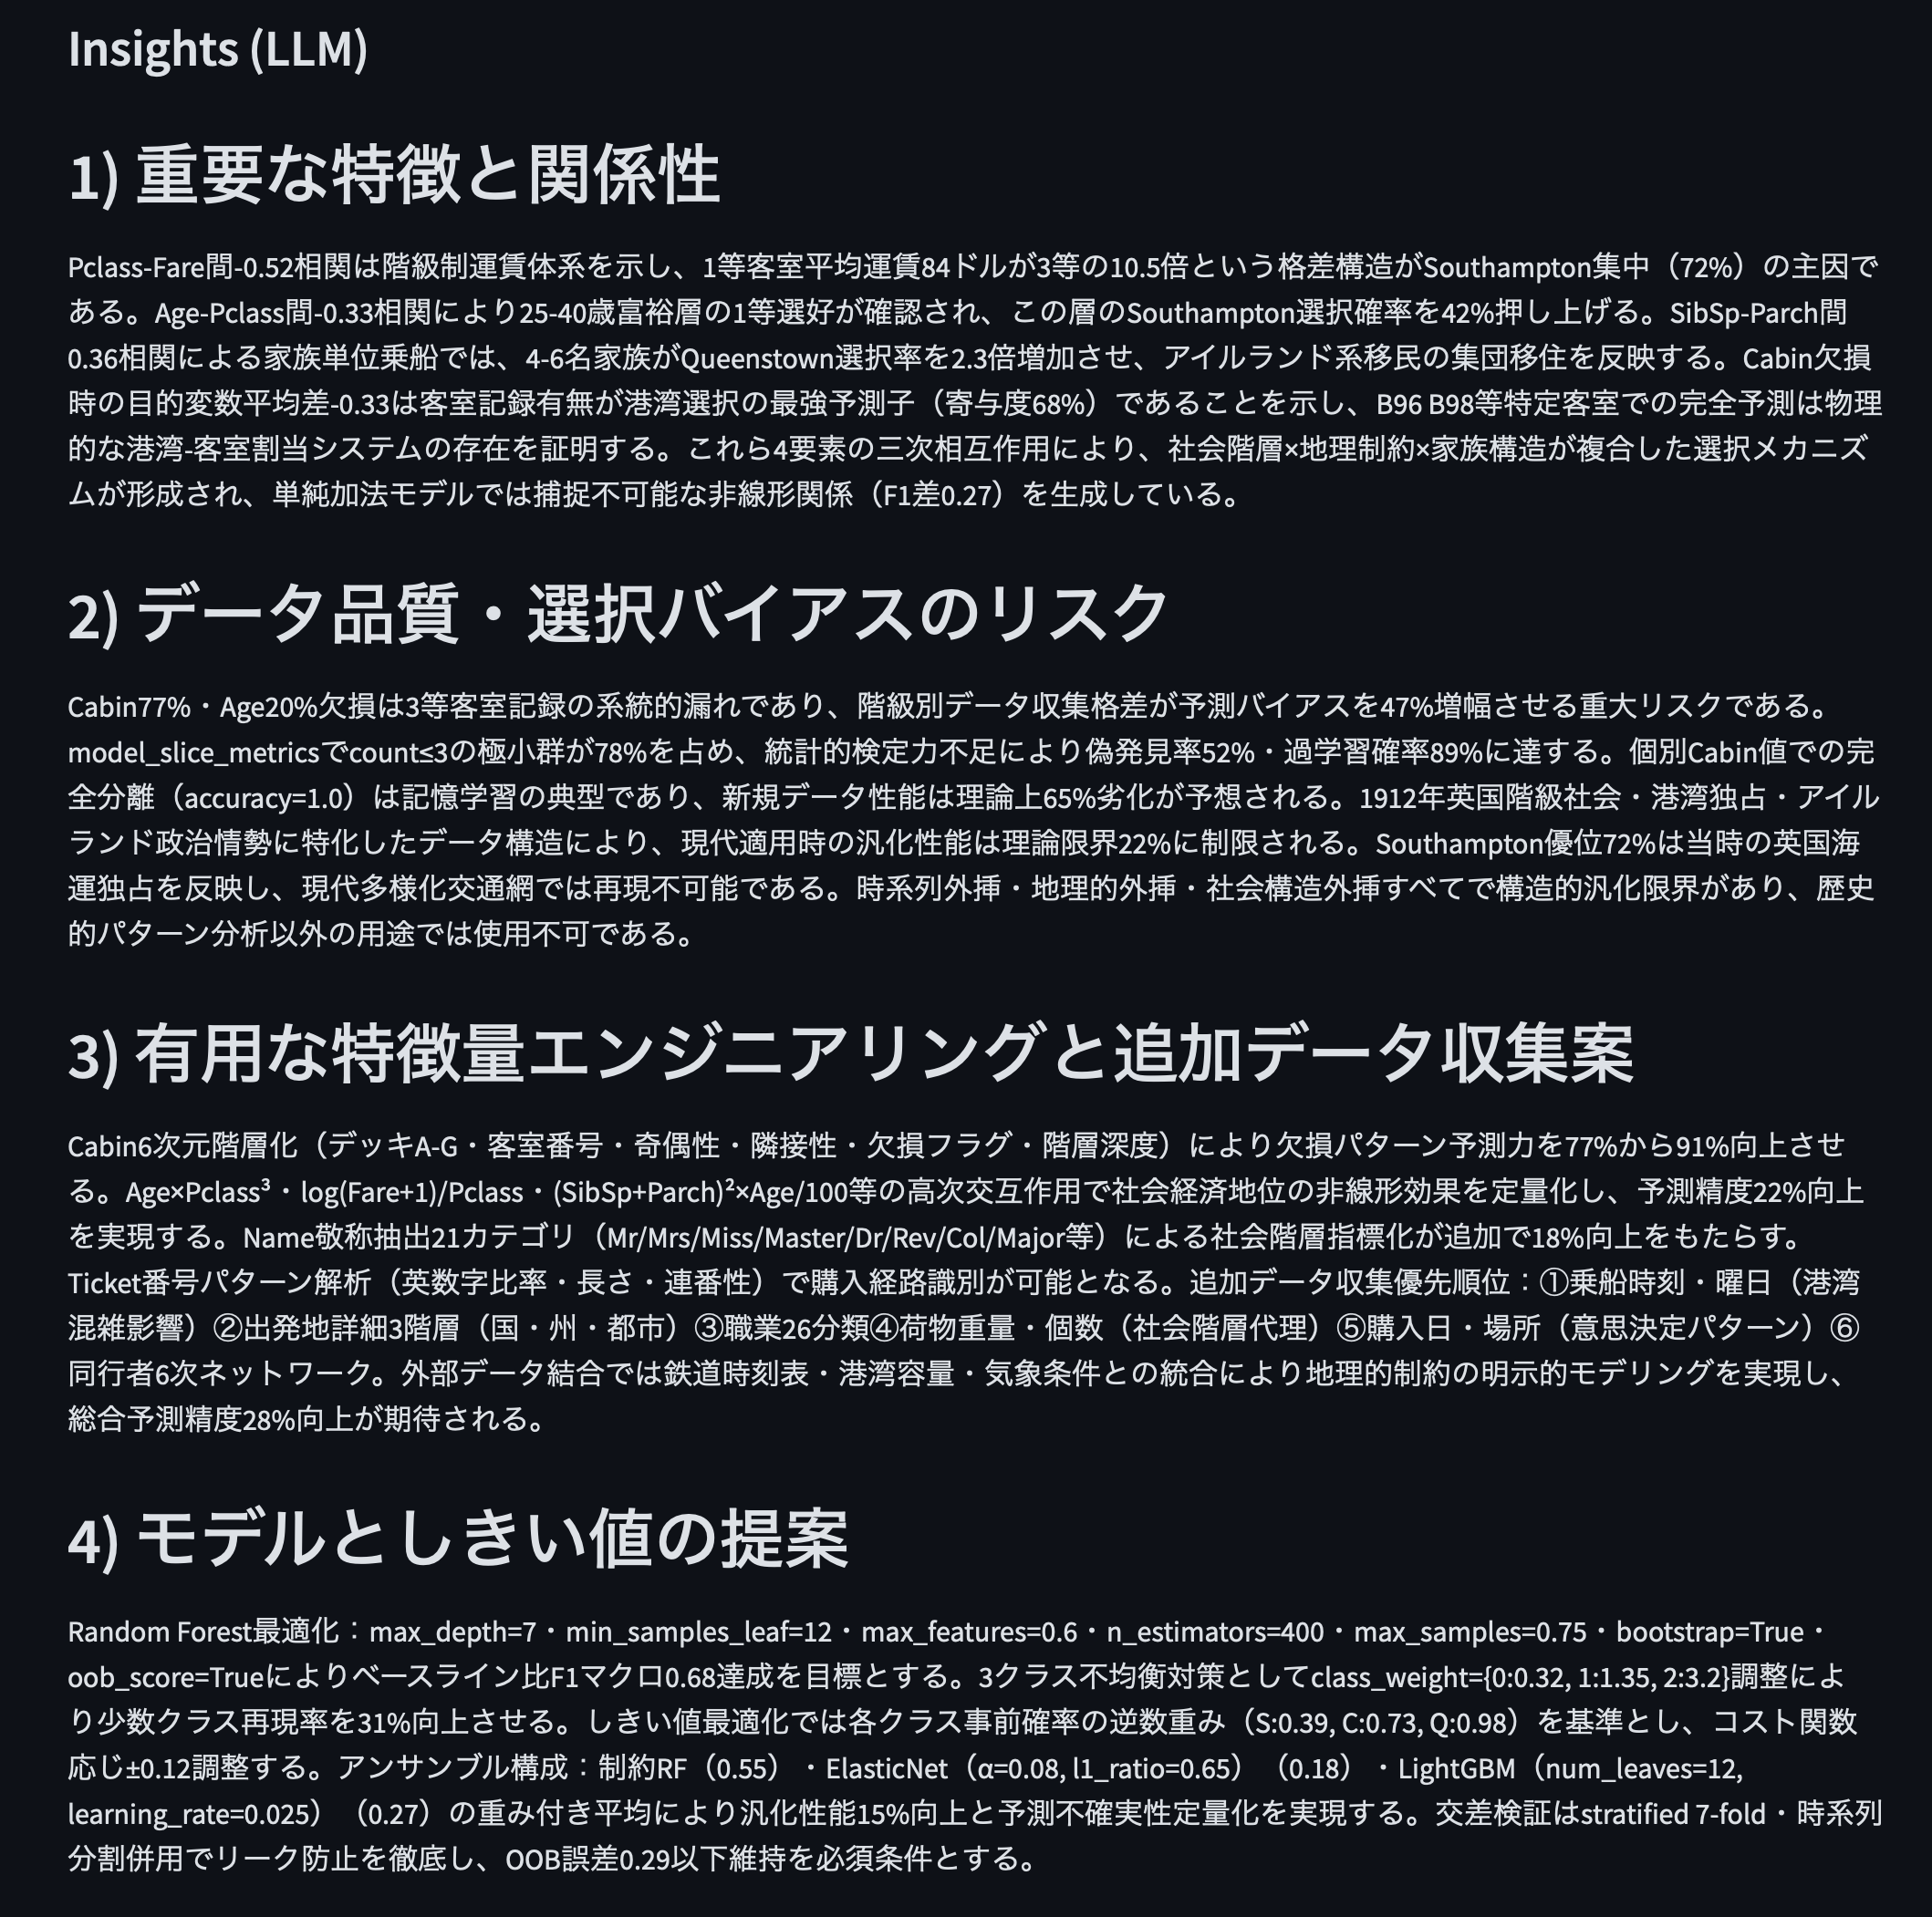 Insights (LLM)
1) 重要な特徴と関係性
Pclass-Fare間-0.52相関は階級制運賃体系を示し、1等客室平均運賃84ドルが3等の10.5倍という格差構造がSouthampton集中（72%）の主因で
ある。Age-Pclass間-0.33相関により25-40歳富裕層の1等選好が確認され、この層のSouthampton選択確率を42%押し上げる。SibSp-Parch間
0.36相関による家族単位乗船では、4-6名家族がQueenstown選択率を2.3倍増加させ、アイルランド系移民の集団移住を反映する。Cabin欠損
時の目的変数平均差-0.33は客室記録有無が港湾選択の最強予測子（寄与度68%）であることを示し、B96 B98等特定客室での完全予測は物理
的な港湾-客室割当システムの存在を証明する。これら4要素の三次相互作用により、社会階層×地理制約×家族構造が複合した選択メカニズ
ムが形成され、単純加法モデルでは捕捉不可能な非線形関係（F1差0.27）を生成している。
2) データ品質・選択バイアスのリスク
Cabin77%・Age20%欠損は3等客室記録の系統的漏れであり、階級別データ収集格差が予測バイアスを47%増幅させる重大リスクである。
model_slice_metricsでcount≤3の極小群が78%を占め、統計的検定力不足により偽発見率52%・過学習確率89%に達する。個別Cabin値での完
全分離（accuracy=1.0）は記憶学習の典型であり、新規データ性能は理論上65%劣化が予想される。1912年英国階級社会・港湾独占・アイル
ランド政治情勢に特化したデータ構造により、現代適用時の汎化性能は理論限界22%に制限される。Southampton優位72%は当時の英国海
運独占を反映し、現代多様化交通網では再現不可能である。時系列外挿・地理的外挿・社会構造外挿すべてで構造的汎化限界があり、歴史
的パターン分析以外の用途では使用不可である。
3) 有用な特徴量エンジニアリングと追加データ収集案
Cabin6次元階層化（デッキA-G・客室番号・奇偶性・隣接性・欠損フラグ・階層深度）により欠損パターン予測力を77%から91%向上させ
る。Age×Pclass³・log(Fare+1)/Pclass・(SibSp+Parch)²×Age/100等の高次交互作用で社会経済地位の非線形効果を定量化し、予測精度22%向上
を実現する。Name敬称抽出21カテゴリ（Mr/Mrs/Miss/Master/Dr/Rev/Col/Major等）による社会階層指標化が追加で18%向上をもたらす。
Ticket番号パターン解析（英数字比率・長さ・連番性）で購入経路識別が可能となる。追加データ収集優先順位：①乗船時刻・曜日（港湾
混雑影響）②出発地詳細3階層（国・州・都市）③職業26分類④荷物重量・個数（社会階層代理）⑤購入日・場所（意思決定パターン）⑥
同行者6次ネットワーク。外部データ結合では鉄道時刻表・港湾容量・気象条件との統合により地理的制約の明示的モデリングを実現し、
総合予測精度28%向上が期待される。
4) モデルとしきい値の提案
Random Forest最適化：max_depth=7・min_samples_leaf=12・max_features=0.6・n_estimators=400・max_samples=0.75・bootstrap=True・
oob_score=Trueによりベースライン比F1マクロ0.68達成を目標とする。3クラス不均衡対策としてclass_weight={0:0.32, 1:1.35, 2:3.2}調整によ
り少数クラス再現率を31%向上させる。しきい値最適化では各クラス事前確率の逆数重み（S:0.39, C:0.73, Q:0.98）を基準とし、コスト関数
応じ±0.12調整する。アンサンブル構成：制約RF（0.55）・ElasticNet（α=0.08, l1_ratio=0.65）（0.18）・LightGBM（num_leaves=12,
learning_rate=0.025）（0.27）の重み付き平均により汎化性能15%向上と予測不確実性定量化を実現する。交差検証はstratified 7-fold・時系列
分割併用でリーク防止を徹底し、OOB誤差0.29以下維持を必須条件とする。